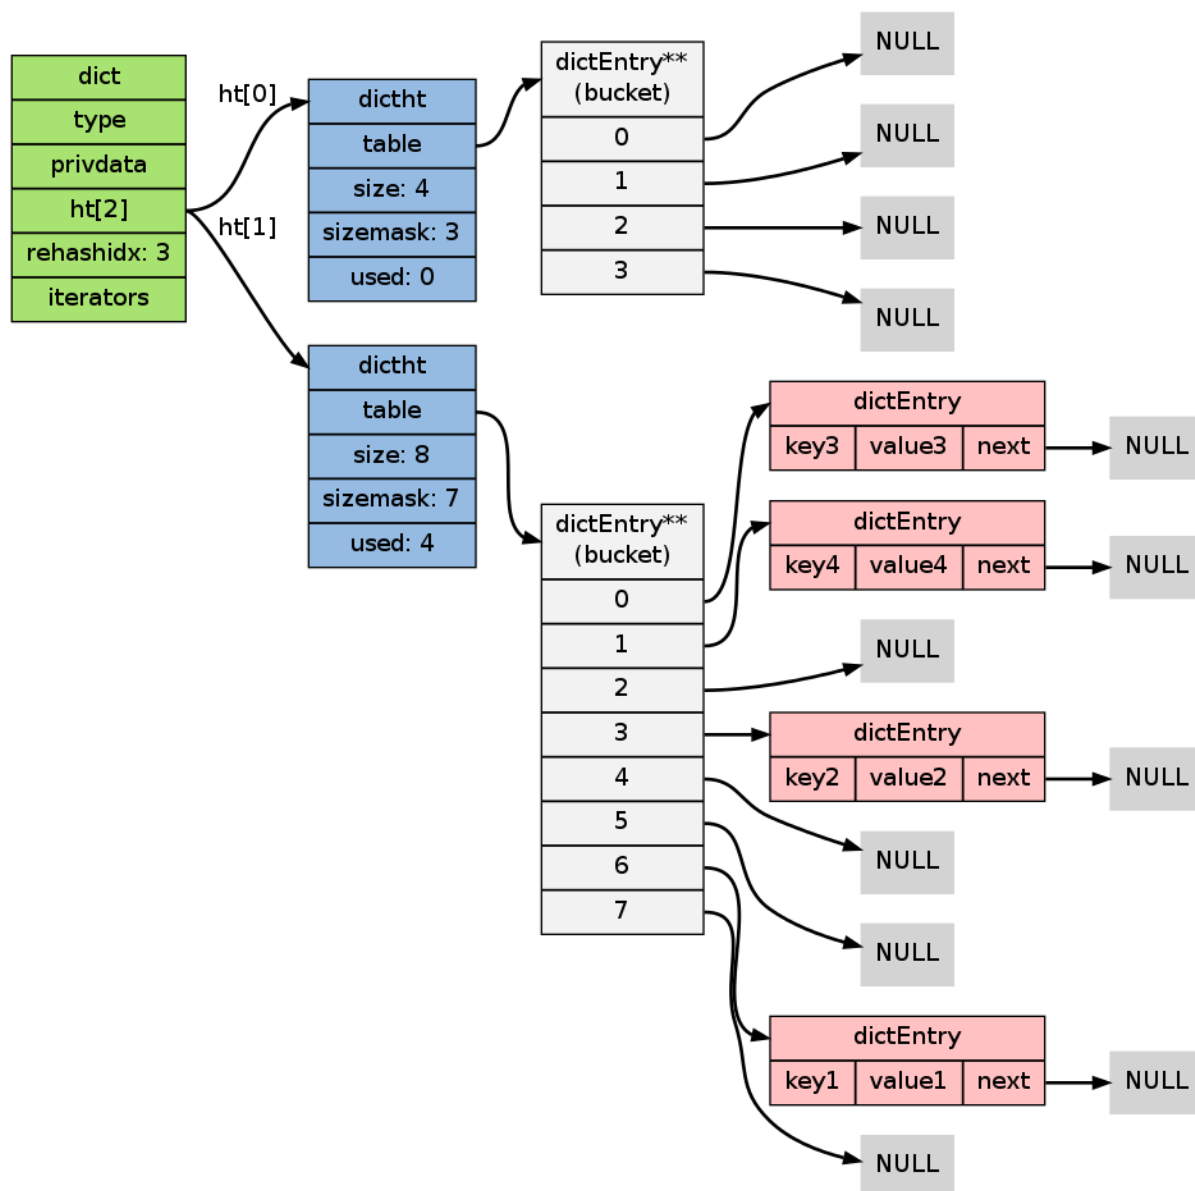 dict
type
privdata
ht[2]
rehashidx: 3
iterators
ht[0]
ht[1]
dictht
table
size: 4
sizemask: 3
used: 0
dictEntry**
(bucket)
0
1
2
3
NULL
NULL
NULL
NULL
dictht
table
size: 8
sizemask: 7
used: 4
dictEntry**
(bucket)
0
1
2
3
4
5
6
7
dictEntry
key3 value3 next
NULL
dictEntry
key4 value4 next
NULL
NULL
dictEntry
key2 value2 next
NULL
NULL
NULL
dictEntry
key1 value1 next
NULL
NULL